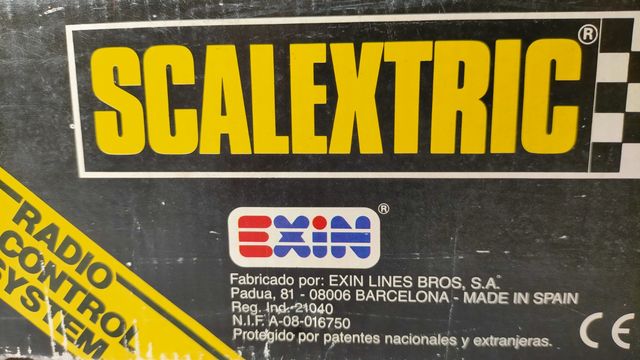 SCALEXTRIC®
EXIN®
RADIO
CONTROL
SYSTEM
Fabricado por: EXIN LINES BROS, S.A.
Padua, 81 - 08006 BARCELONA - MADE IN SPAIN
Reg. Ind. 21040
N.I.F. A-08-016750
Protegido por patentes nacionales y extranjeras.
CE